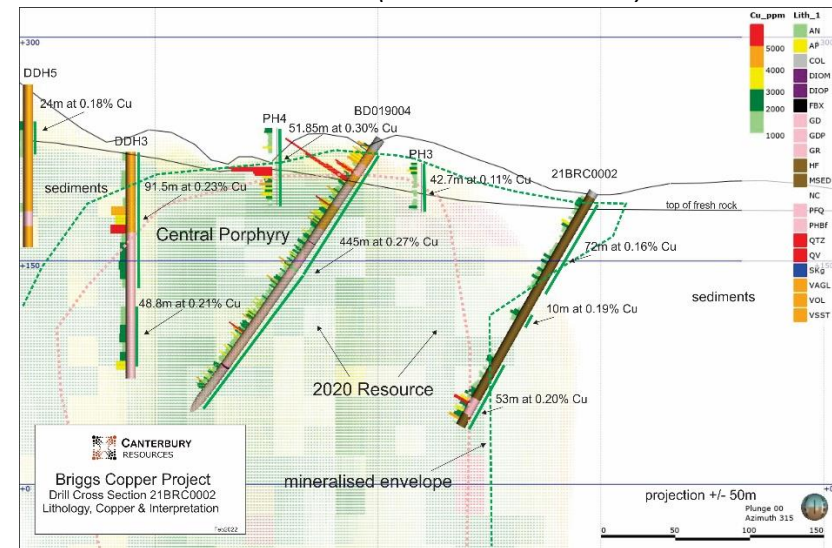 Cu_ppm
5000
4000
3000
2000
1000
Lith_1
AN
AP
COL
DIOM
DIOP
FBX
GD
GDP
GR
HF
MSED
NC
PFQ
PHBf
QTZ
QV
SKg
VAGL
VOL
VSST
+300
DDH5
24m at 0.18% Cu
DDH3
PH4
BD019004
51.85m at 0.30% Cu
PH3
42.7m at 0.11% Cu
21BRC0002
sediments
91.5m at 0.23% Cu
top of fresh rock
Central Porphyry
445m at 0.27% Cu
72m at 0.16% Cu
+150
sediments
48.8m at 0.21% Cu
10m at 0.19% Cu
2020 Resource
53m at 0.20% Cu
mineralised envelope
+0
CANTERBURY
RESOURCES
Briggs Copper Project
Drill Cross Section 21BRC0002
Lithology, Copper & Interpretation
Feb2022
projection +/- 50m
Plunge 00
Azimuth 315
0 50 100 150